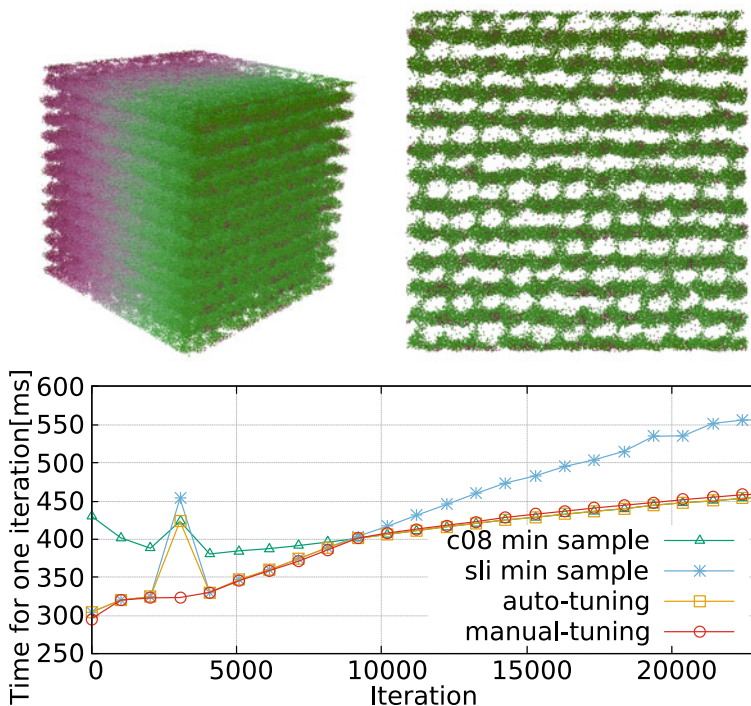 Time for one iteration[ms]
600
550
500
450
400
350
300
250
c08 min sample
sli min sample
auto-tuning
manual-tuning
0
5000
10000
15000
20000
Iteration